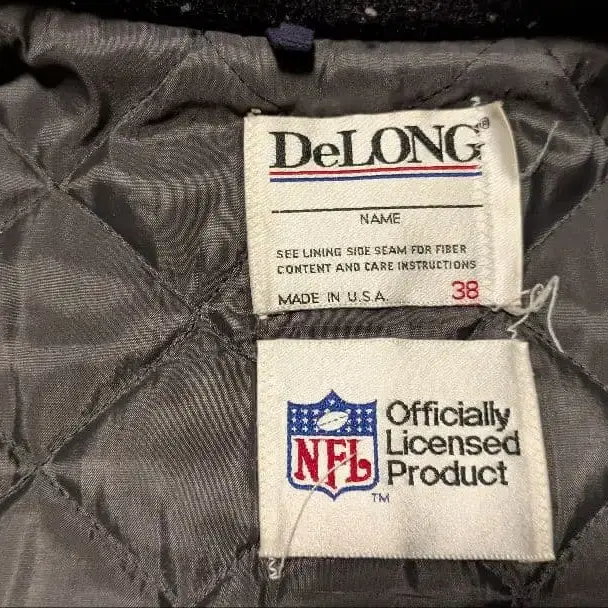 DeLONG®
NAME
SEE LINING SIDE SEAM FOR FIBER
CONTENT AND CARE INSTRUCTIONS
MADE IN U.S.A. 38
NFL
TM
Officially
Licensed
Product